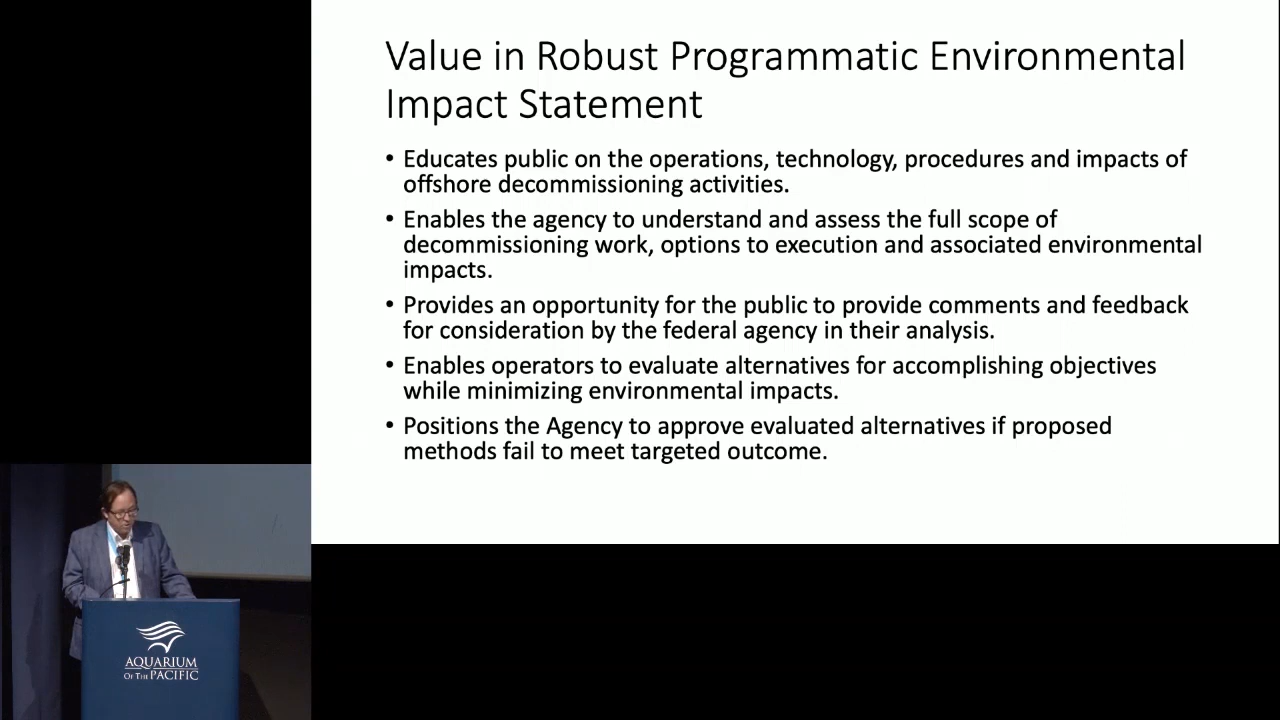 Value in Robust Programmatic Environmental
Impact Statement
• Educates public on the operations, technology, procedures and impacts of
offshore decommissioning activities.
• Enables the agency to understand and assess the full scope of
decommissioning work, options to execution and associated environmental
impacts.
• Provides an opportunity for the public to provide comments and feedback
for consideration by the federal agency in their analysis.
• Enables operators to evaluate alternatives for accomplishing objectives
while minimizing environmental impacts.
• Positions the Agency to approve evaluated alternatives if proposed
methods fail to meet targeted outcome.
AQUARIUM
OF THE PACIFIC